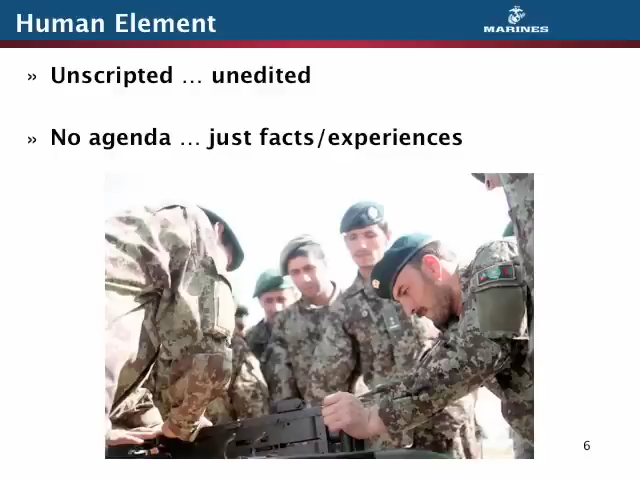 Human Element
MARINES
» Unscripted … unedited
» No agenda … just facts/experiences
6